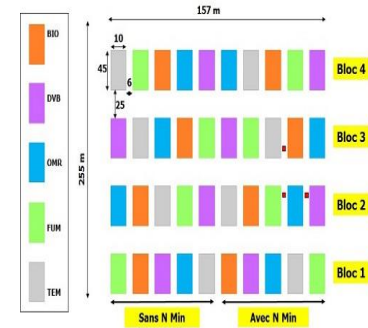 BIO
DVB
OMR
FUM
TEM
157 m
10
45
6
25
255 m
Bloc 4
Bloc 3
Bloc 2
Bloc 1
Sans N Min
Avec N Min